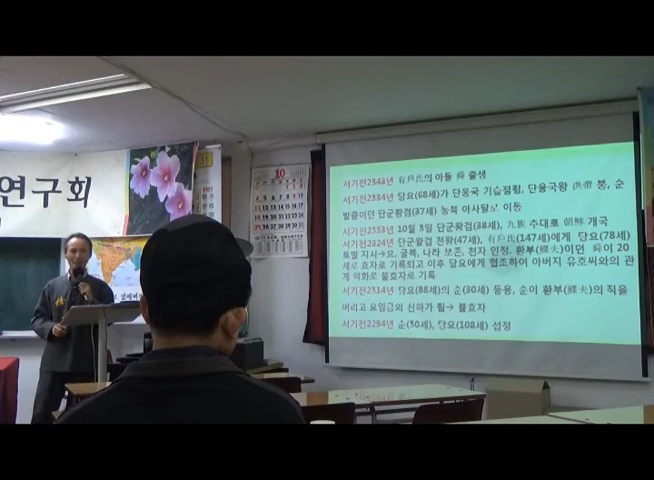 연구회
10
서기전2343년 有戶氏의 아들 舜 출생
서기전2334년 당요(68세)가 단웅국 기습점령, 단웅국왕 洪帝 붕, 순
발줄이던 단군왕검(37세) 동북 아사달로 이동
서기전2333년 10월 3일 단군왕검(38세), 九族 추대로 朝鮮 개국
서기전2324년 단군왕검 천왕(47세), 有戶氏(147세)에게 당요(78세)
토벌 지시→요, 굴복, 나라 보존, 천자 인정. 환부(鰥夫)이던 舜이 20
세로 효자로 기록되고 이후 당요에게 협조하여 아버지 유호씨와의 관
계 악화로 불효자로 기록
서기전2314년 당요(88세)의 순(30세) 등용, 순이 환부(鰥夫)의 직을
버리고 요임금의 신하가 됨→ 불효자
서기전2294년 순(50세), 당요(108세) 섭정